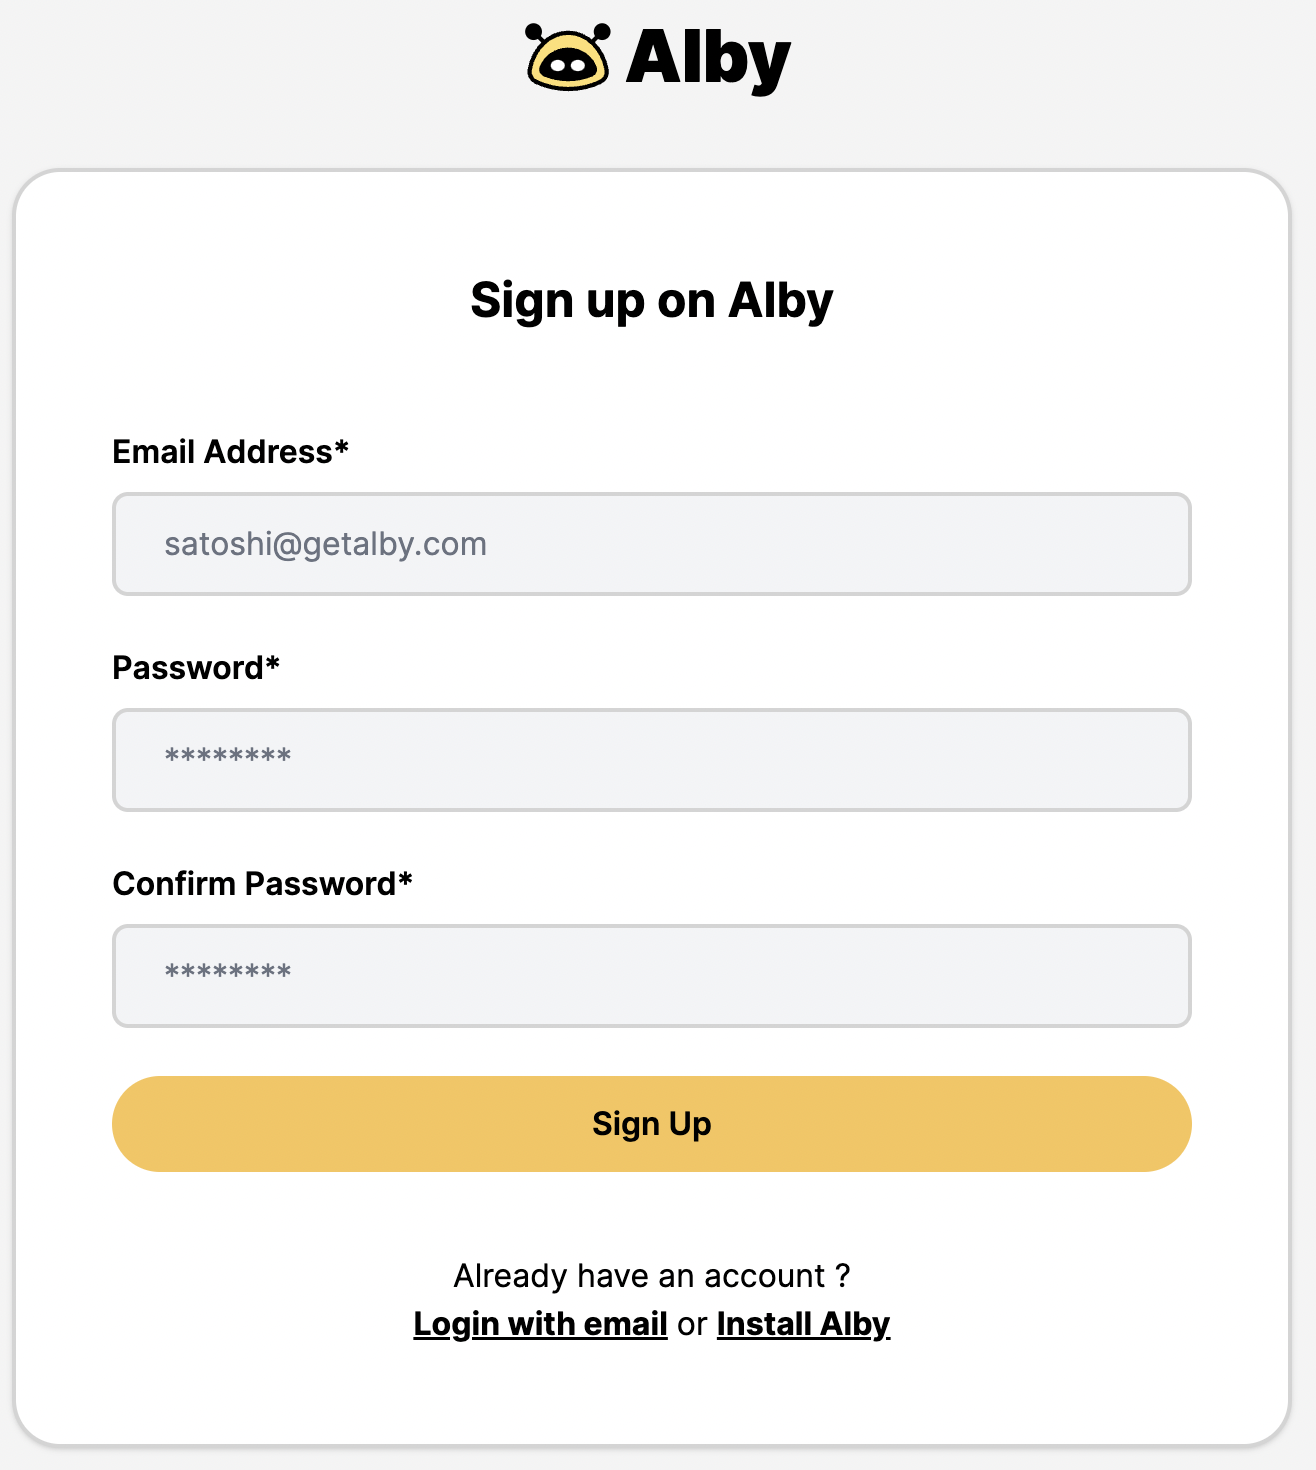 Alby
Sign up on Alby
Email Address*
satoshi@getalby.com
Password*
********
Confirm Password*
********
Sign Up
Already have an account ?
Login with email or Install Alby